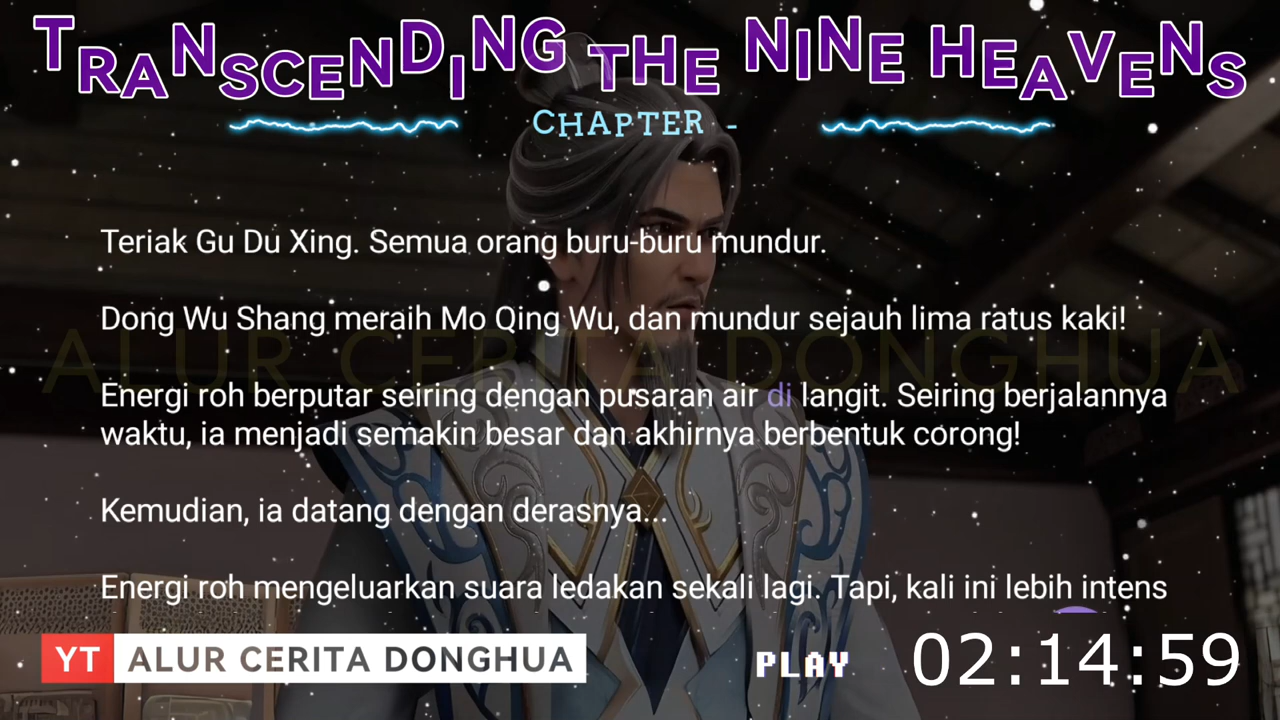 TRANSCENDING THE NINE HEAVENS
CHAPTER -
Teriak Gu Du Xing. Semua orang buru-buru mundur.
Dong Wu Shang meraih Mo Qing Wu, dan mundur sejauh lima ratus kaki!
ALUR CERITA DONGHUA
Energi roh berputar seiring dengan pusaran air di langit. Seiring berjalannya
waktu, ia menjadi semakin besar dan akhirnya berbentuk corong!
Kemudian, ia datang dengan derasnya...
Energi roh mengeluarkan suara ledakan sekali lagi. Tapi, kali ini lebih intens
YT ALUR CERITA DONGHUA
PLAY 02:14:59